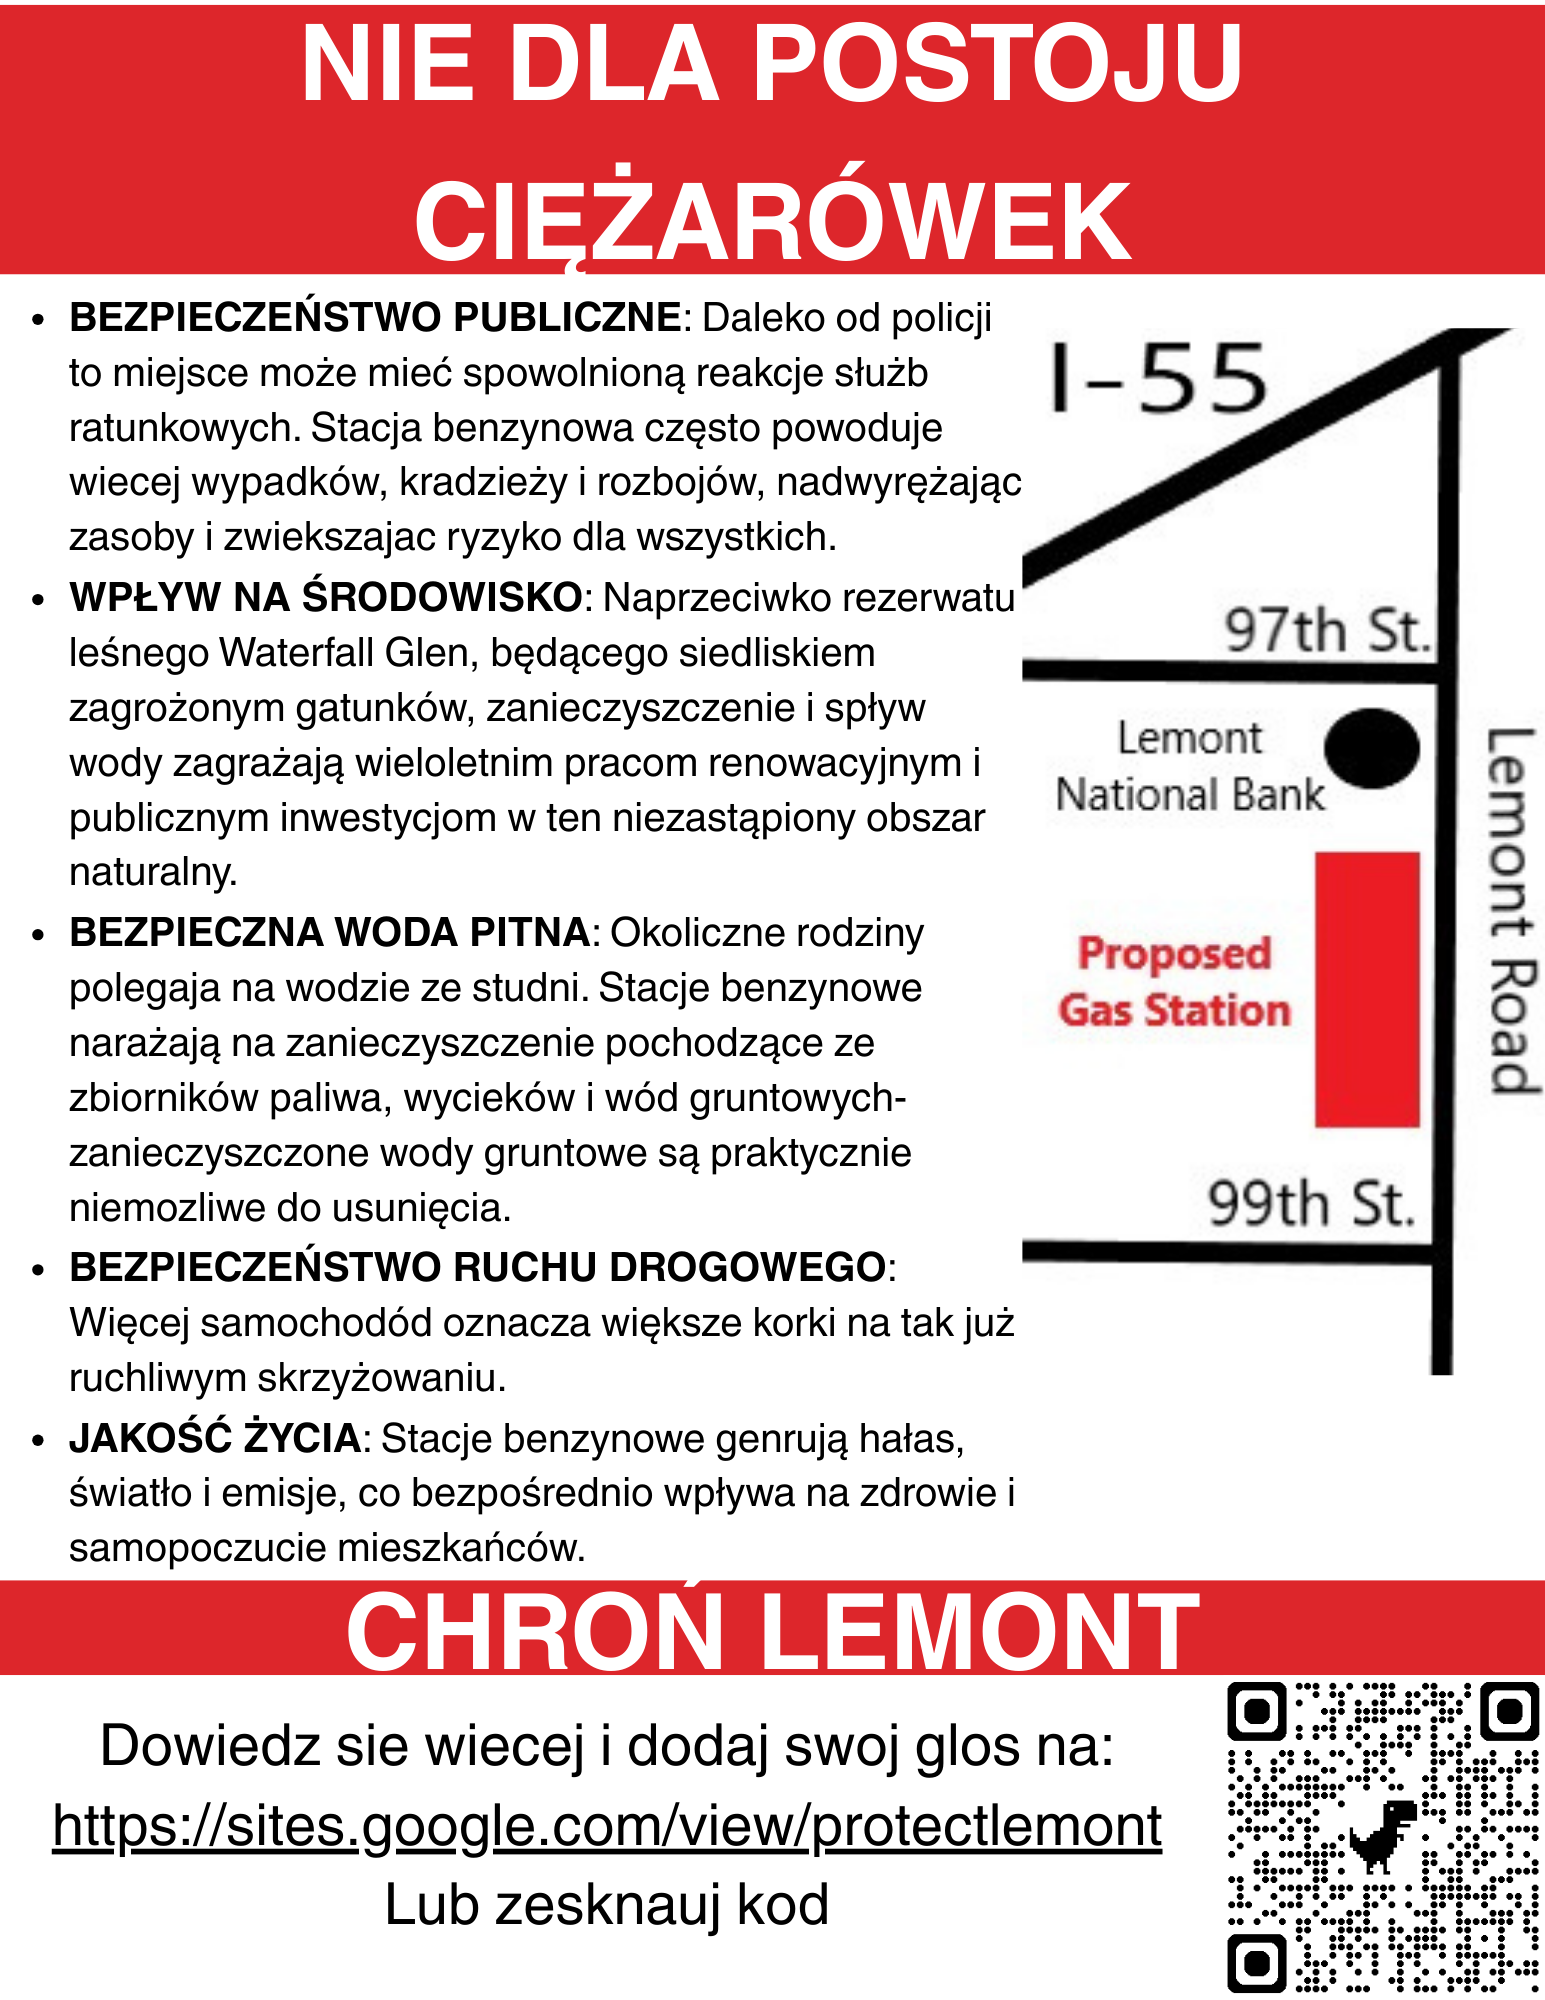 NIE DLA POSTOJU
CIĘŻARÓWEK
• BEZPIECZEŃSTWO PUBLICZNE: Daleko od policji
to miejsce może mieć spowolnioną reakcje służb
ratunkowych. Stacja benzynowa często powoduje
wiecej wypadków, kradzieży i rozbojów, nadwyrężając
zasoby i zwiekszajac ryzyko dla wszystkich.
• WPŁYW NA ŚRODOWISKO: Naprzeciwko rezerwatu
leśnego Waterfall Glen, będącego siedliskiem
zagrożonym gatunków, zanieczyszczenie i spływ
wody zagrażają wieloletnim pracom renowacyjnym i
publicznym inwestycjom w ten niezastąpiony obszar
naturalny.
• BEZPIECZNA WODA PITNA: Okoliczne rodziny
polegaja na wodzie ze studni. Stacje benzynowe
narażają na zanieczyszczenie pochodzące ze
zbiorników paliwa, wycieków i wód gruntowych-
zanieczyszczone wody gruntowe są praktycznie
niemozliwe do usunięcia.
• BEZPIECZEŃSTWO RUCHU DROGOWEGO:
Więcej samochodód oznacza większe korki na tak już
ruchliwym skrzyżowaniu.
• JAKOŚĆ ŻYCIA: Stacje benzynowe genrują hałas,
światło i emisje, co bezpośrednio wpływa na zdrowie i
samopoczucie mieszkańców.
I-55
97th St.
Lemont
National Bank
Lemont Road
Proposed
Gas Station
99th St.
CHROŃ LEMONT
Dowiedz sie wiecej i dodaj swoj glos na:
https://sites.google.com/view/protectlemont
Lub zesknauj kod